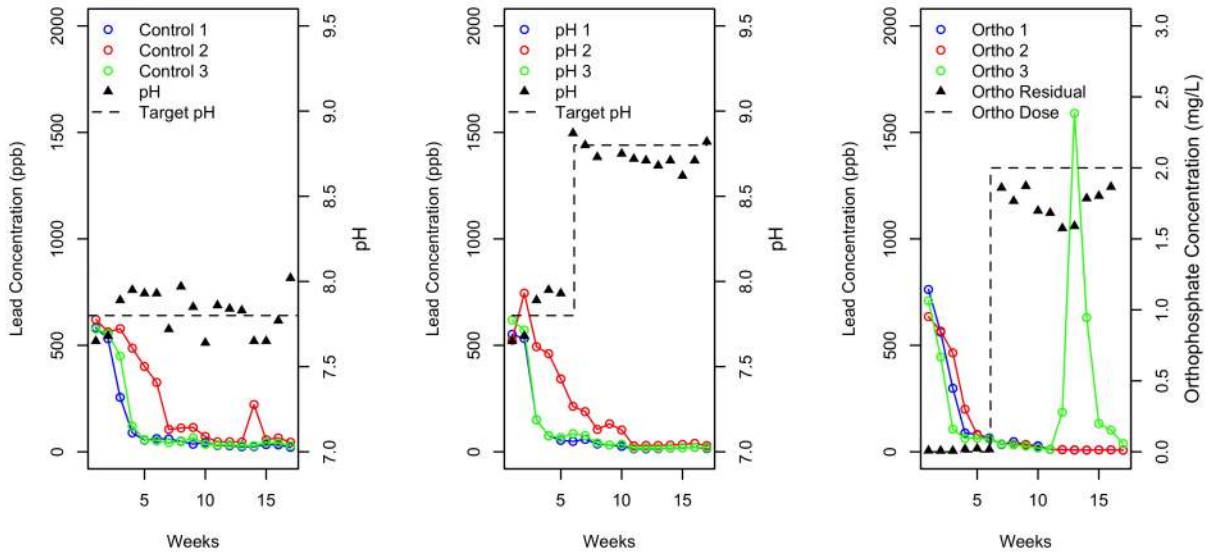 Lead Concentration (ppb)
0 500 1000 1500 2000
Control 1
Control 2
Control 3
pH
Target pH
7.0 7.5 8.0 8.5 9.0 9.5
pH
5 10 15
Weeks
Lead Concentration (ppb)
0 500 1000 1500 2000
pH 1
pH 2
pH 3
pH
Target pH
7.0 7.5 8.0 8.5 9.0 9.5
pH
5 10 15
Weeks
Lead Concentration (ppb)
0 500 1000 1500 2000
Ortho 1
Ortho 2
Ortho 3
Ortho Residual
Ortho Dose
0.0 0.5 1.0 1.5 2.0 2.5 3.0
Orthophosphate Concentration (mg/L)
5 10 15
Weeks